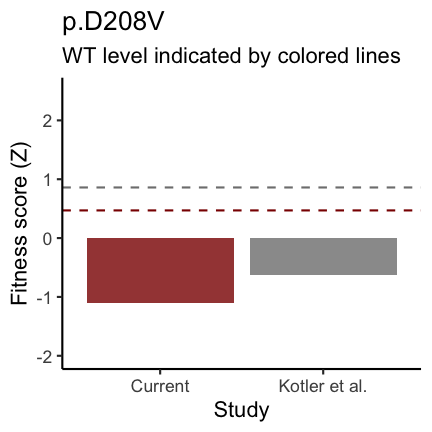 p.D208V
WT level indicated by colored lines
Fitness score (Z)
2
1
0
-1
-2
Current
Kotler et al.
Study